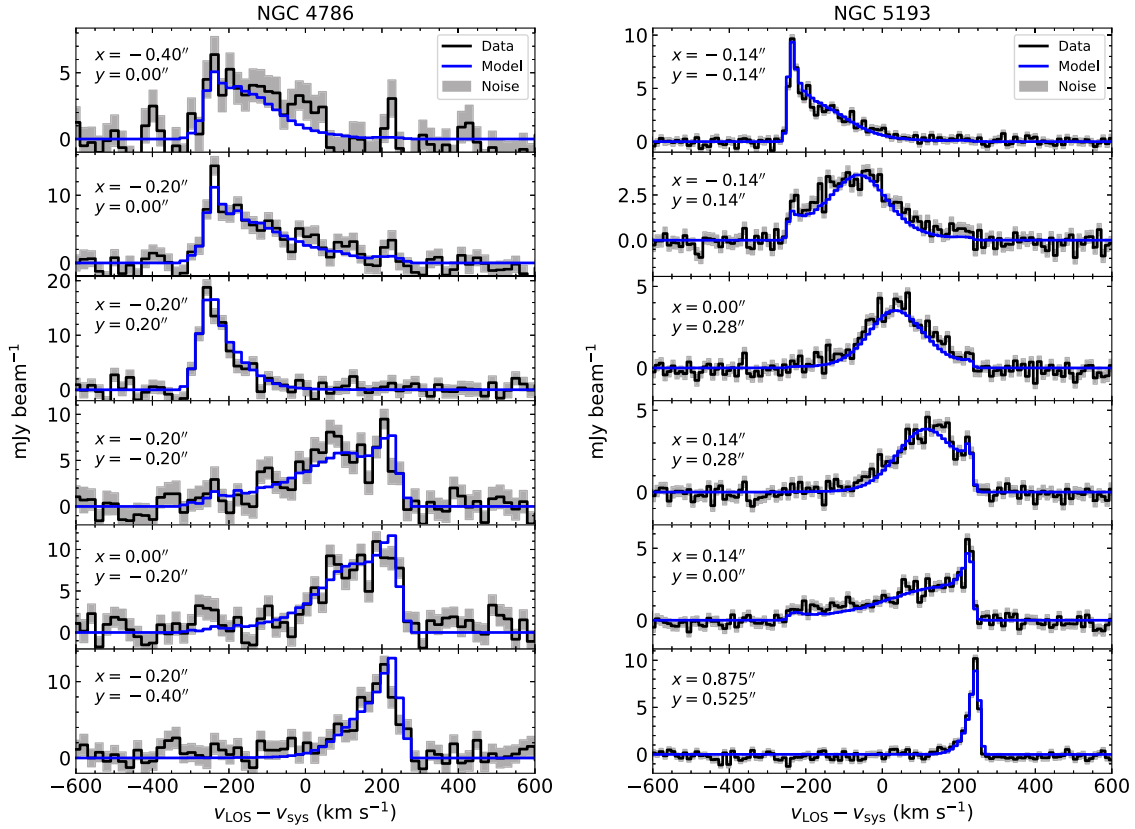 NGC 4786
x = −0.40″
y = 0.00″
Data
Model
Noise
5
0
x = −0.20″
y = 0.00″
10
0
x = −0.20″
y = 0.20″
20
10
0
x = −0.20″
y = −0.20″
10
5
0
x = 0.00″
y = −0.20″
10
5
0
x = −0.20″
y = −0.40″
10
5
0
mJy beam⁻¹
−600 −400 −200 0 200 400 600
v_LOS − v_sys (km s⁻¹)
NGC 5193
x = −0.14″
y = −0.14″
Data
Model
Noise
10
5
0
x = −0.14″
y = 0.14″
2.5
0.0
x = 0.00″
y = 0.28″
5
0
x = 0.14″
y = 0.28″
5
0
x = 0.14″
y = 0.00″
5
0
x = 0.875″
y = 0.525″
10
5
0
mJy beam⁻¹
−600 −400 −200 0 200 400 600
v_LOS − v_sys (km s⁻¹)